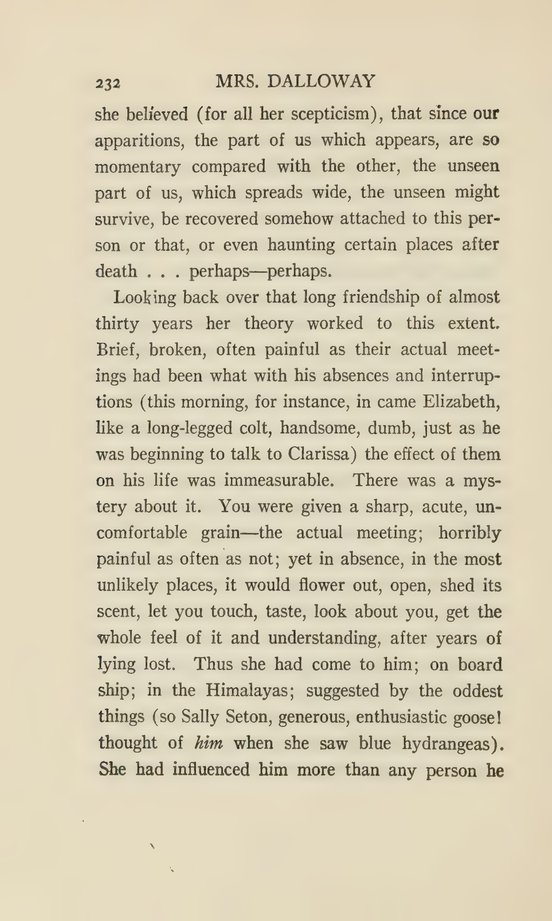 232 MRS. DALLOWAY
she believed (for all her scepticism), that since our
apparitions, the part of us which appears, are so
momentary compared with the other, the unseen
part of us, which spreads wide, the unseen might
survive, be recovered somehow attached to this per-
son or that, or even haunting certain places after
death . . . perhaps—perhaps.
Looking back over that long friendship of almost
thirty years her theory worked to this extent.
Brief, broken, often painful as their actual meet-
ings had been what with his absences and interrup-
tions (this morning, for instance, in came Elizabeth,
like a long-legged colt, handsome, dumb, just as he
was beginning to talk to Clarissa) the effect of them
on his life was immeasurable. There was a mys-
tery about it. You were given a sharp, acute, un-
comfortable grain—the actual meeting; horribly
painful as often as not; yet in absence, in the most
unlikely places, it would flower out, open, shed its
scent, let you touch, taste, look about you, get the
whole feel of it and understanding, after years of
lying lost. Thus she had come to him; on board
ship; in the Himalayas; suggested by the oddest
things (so Sally Seton, generous, enthusiastic goose!
thought of him when she saw blue hydrangeas).
She had influenced him more than any person he